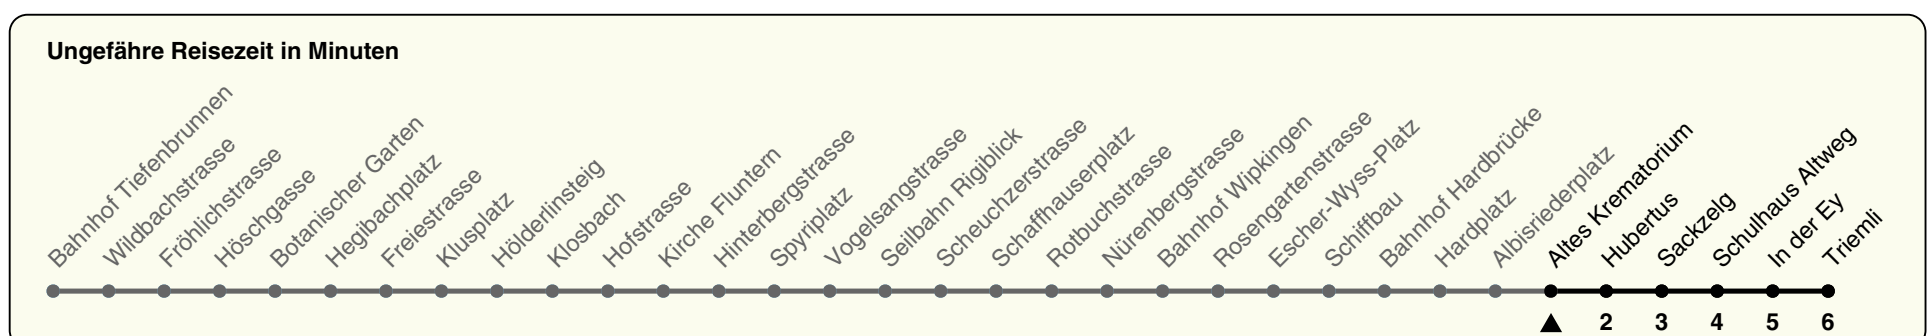 Ungefähre Reisezeit in Minuten
Bahnhof Tiefenbrunnen
Wildbachstrasse
Fröhlichstrasse
Höschgasse
Botanischer Garten
Hegibachplatz
Freiestrasse
Klusplatz
Hölderlinsteig
Klosbach
Hofstrasse
Kirche Fluntern
Hinterbergstrasse
Spyriplatz
Vogelsangstrasse
Seilbahn Rigiblick
Scheuchzerstrasse
Schaffhauserplatz
Rotbuchstrasse
Nürenbergstrasse
Bahnhof Wipkingen
Rosengartenstrasse
Escher-Wyss-Platz
Schiffbau
Bahnhof Hardbrücke
Hardplatz
Albisriederplatz
Altes Krematorium
Hubertus
Sackzelg
Schulhaus Altweg
In der Ey
Triemli
2 3 4 5 6